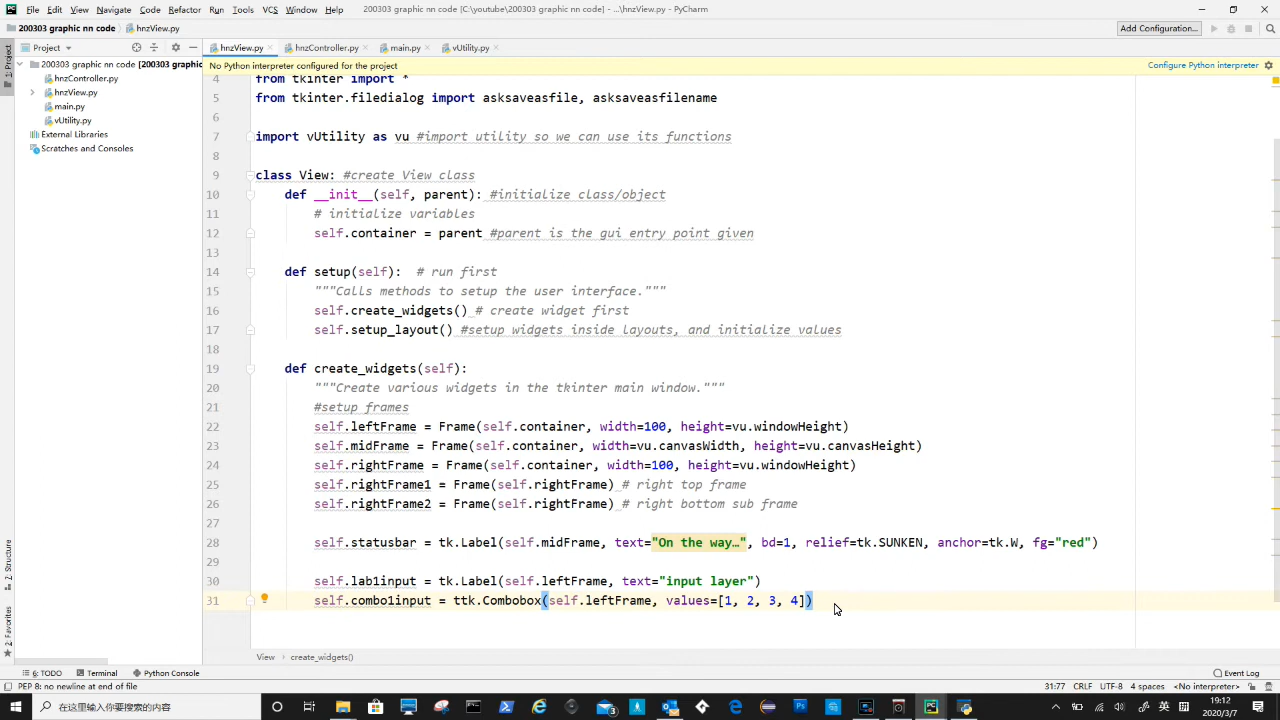 File Edit View Navigate Code Refactor Run Tools VCS Window Help 200303 graphic nn code [C:\youtube\200303 graphic nn code] - ...\hnzView.py - PyCharm
200303 graphic nn code hnzView.py Add Configuration...
Project hnzView.py hnzController.py main.py vUtility.py
No Python interpreter configured for the project Configure Python interpreter
200303 graphic nn code [200303 graphic
hnzController.py
hnzView.py
main.py
vUtility.py
External Libraries
Scratches and Consoles
1: Project
7: Structure
2: Favorites
4 from tkinter import *
5 from tkinter.filedialog import asksaveasfile, asksaveasfilename
6
7 import vUtility as vu #import utility so we can use its functions
8
9 class View: #create View class
10 def __init__(self, parent): #initialize class/object
11 # initialize variables
12 self.container = parent #parent is the gui entry point given
13
14 def setup(self): # run first
15 """Calls methods to setup the user interface."""
16 self.create_widgets() # create widget first
17 self.setup_layout() #setup widgets inside layouts, and initialize values
18
19 def create_widgets(self):
20 """Create various widgets in the tkinter main window."""
21 #setup frames
22 self.leftFrame = Frame(self.container, width=100, height=vu.windowHeight)
23 self.midFrame = Frame(self.container, width=vu.canvasWidth, height=vu.canvasHeight)
24 self.rightFrame = Frame(self.container, width=100, height=vu.windowHeight)
25 self.rightFrame1 = Frame(self.rightFrame) # right top frame
26 self.rightFrame2 = Frame(self.rightFrame) # right bottom sub frame
27
28 self.statusbar = tk.Label(self.midFrame, text="On the way…", bd=1, relief=tk.SUNKEN, anchor=tk.W, fg="red")
29
30 self.lab1input = tk.Label(self.leftFrame, text="input layer")
31 self.combo1input = ttk.Combobox(self.leftFrame, values=[1, 2, 3, 4])
View create_widgets()
6: TODO Terminal Python Console Event Log
PEP 8: no newline at end of file 31:77 CRLF UTF-8 4 spaces <No interpreter>
在这里输入你要搜索的内容 19:12
2020/3/7